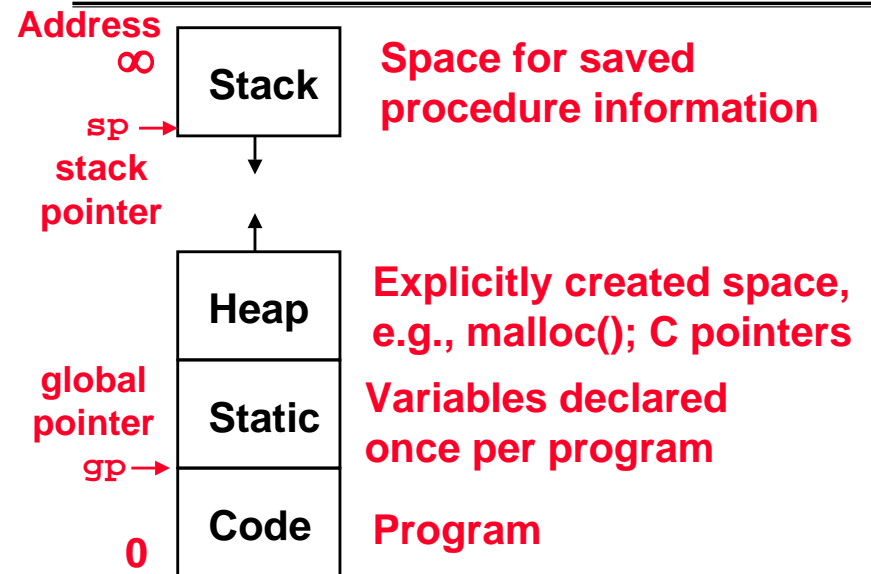 Address
∞
Stack
Space for saved
procedure information
sp
stack
pointer
Heap
Explicitly created space,
e.g., malloc(); C pointers
global
pointer
gp
Static
Variables declared
once per program
Code
Program
0